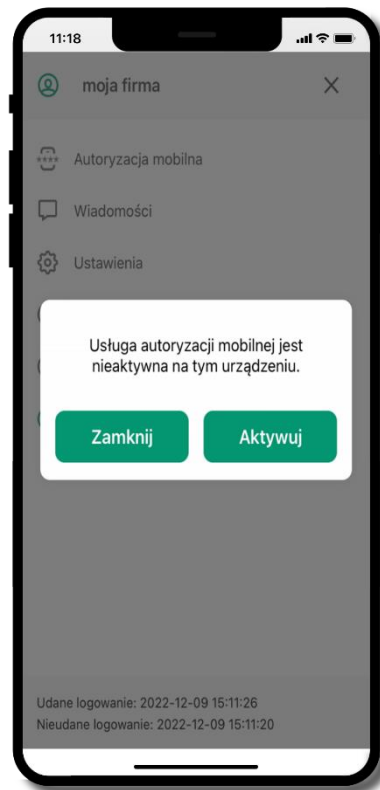 11:18
moja firma
Autoryzacja mobilna
Wiadomości
Ustawienia
Usługa autoryzacji mobilnej jest
nieaktywna na tym urządzeniu.
Zamknij
Aktywuj
Udane logowanie: 2022-12-09 15:11:26
Nieudane logowanie: 2022-12-09 15:11:20